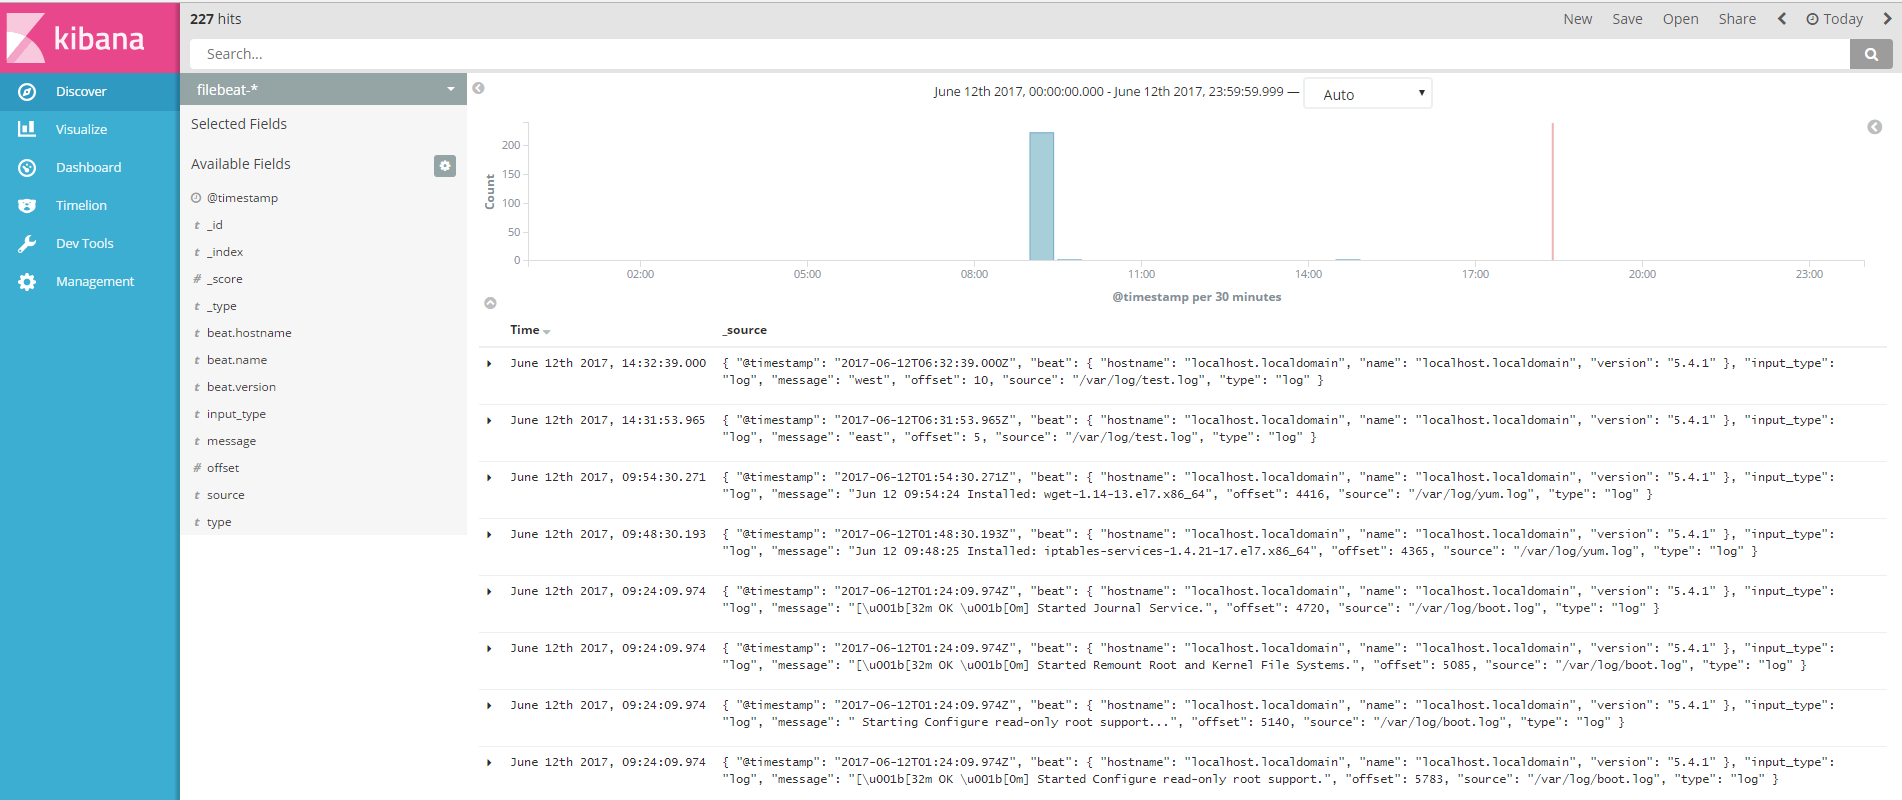 kibana
Discover
Visualize
Dashboard
Timelion
Dev Tools
Management
227 hits
New Save Open Share Today
Search...
filebeat-*
Selected Fields
Available Fields
@timestamp
t _id
t _index
# _score
t _type
t beat.hostname
t beat.name
t beat.version
t input_type
t message
# offset
t source
t type
June 12th 2017, 00:00:00.000 - June 12th 2017, 23:59:59.999 — Auto
Count
200
150
100
50
0
02:00 05:00 08:00 11:00 14:00 17:00 20:00 23:00
@timestamp per 30 minutes
Time _source
June 12th 2017, 14:32:39.000 { "@timestamp": "2017-06-12T06:32:39.000Z", "beat": { "hostname": "localhost.localdomain", "name": "localhost.localdomain", "version": "5.4.1" }, "input_type":
"log", "message": "west", "offset": 10, "source": "/var/log/test.log", "type": "log" }
June 12th 2017, 14:31:53.965 { "@timestamp": "2017-06-12T06:31:53.965Z", "beat": { "hostname": "localhost.localdomain", "name": "localhost.localdomain", "version": "5.4.1" }, "input_type":
"log", "message": "east", "offset": 5, "source": "/var/log/test.log", "type": "log" }
June 12th 2017, 09:54:30.271 { "@timestamp": "2017-06-12T01:54:30.271Z", "beat": { "hostname": "localhost.localdomain", "name": "localhost.localdomain", "version": "5.4.1" }, "input_type":
"log", "message": "Jun 12 09:54:24 Installed: wget-1.14-13.el7.x86_64", "offset": 4416, "source": "/var/log/yum.log", "type": "log" }
June 12th 2017, 09:48:30.193 { "@timestamp": "2017-06-12T01:48:30.193Z", "beat": { "hostname": "localhost.localdomain", "name": "localhost.localdomain", "version": "5.4.1" }, "input_type":
"log", "message": "Jun 12 09:48:25 Installed: iptables-services-1.4.21-17.el7.x86_64", "offset": 4365, "source": "/var/log/yum.log", "type": "log" }
June 12th 2017, 09:24:09.974 { "@timestamp": "2017-06-12T01:24:09.974Z", "beat": { "hostname": "localhost.localdomain", "name": "localhost.localdomain", "version": "5.4.1" }, "input_type":
"log", "message": "[\u001b[32m OK \u001b[0m] Started Journal Service.", "offset": 4720, "source": "/var/log/boot.log", "type": "log" }
June 12th 2017, 09:24:09.974 { "@timestamp": "2017-06-12T01:24:09.974Z", "beat": { "hostname": "localhost.localdomain", "name": "localhost.localdomain", "version": "5.4.1" }, "input_type":
"log", "message": "[\u001b[32m OK \u001b[0m] Started Remount Root and Kernel File Systems.", "offset": 5085, "source": "/var/log/boot.log", "type": "log" }
June 12th 2017, 09:24:09.974 { "@timestamp": "2017-06-12T01:24:09.974Z", "beat": { "hostname": "localhost.localdomain", "name": "localhost.localdomain", "version": "5.4.1" }, "input_type":
"log", "message": " Starting Configure read-only root support...", "offset": 5140, "source": "/var/log/boot.log", "type": "log" }
June 12th 2017, 09:24:09.974 { "@timestamp": "2017-06-12T01:24:09.974Z", "beat": { "hostname": "localhost.localdomain", "name": "localhost.localdomain", "version": "5.4.1" }, "input_type":
"log", "message": "[\u001b[32m OK \u001b[0m] Started Configure read-only root support.", "offset": 5783, "source": "/var/log/boot.log", "type": "log" }